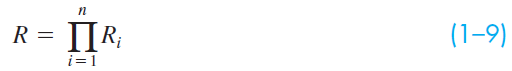 R = ∏_{i=1}^{n} R_i (1–9)